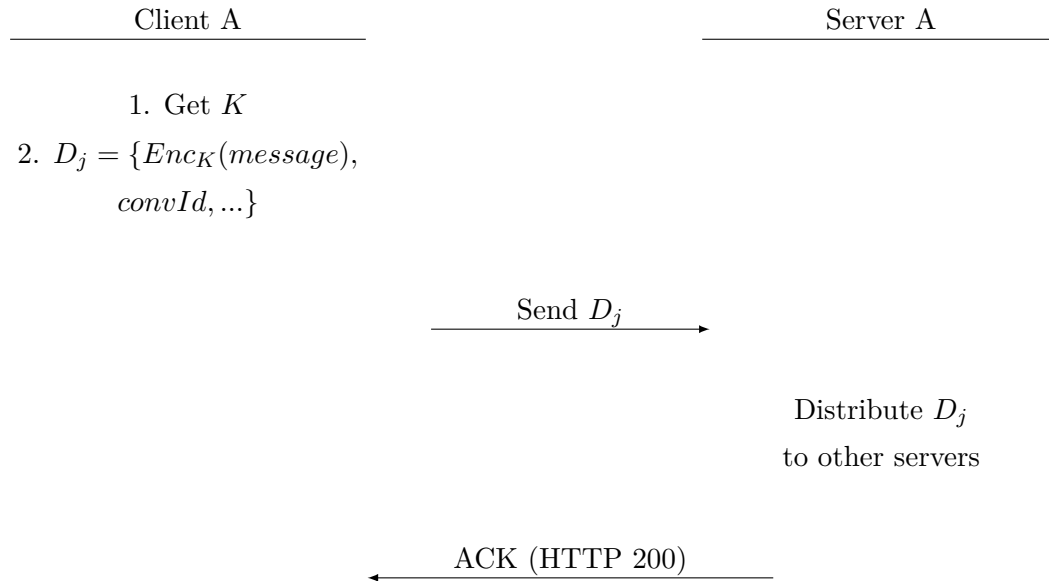 Client A
Server A
1. Get K
2. D_j = {Enc_K(message),
convId, ...}
Send D_j
Distribute D_j
to other servers
ACK (HTTP 200)